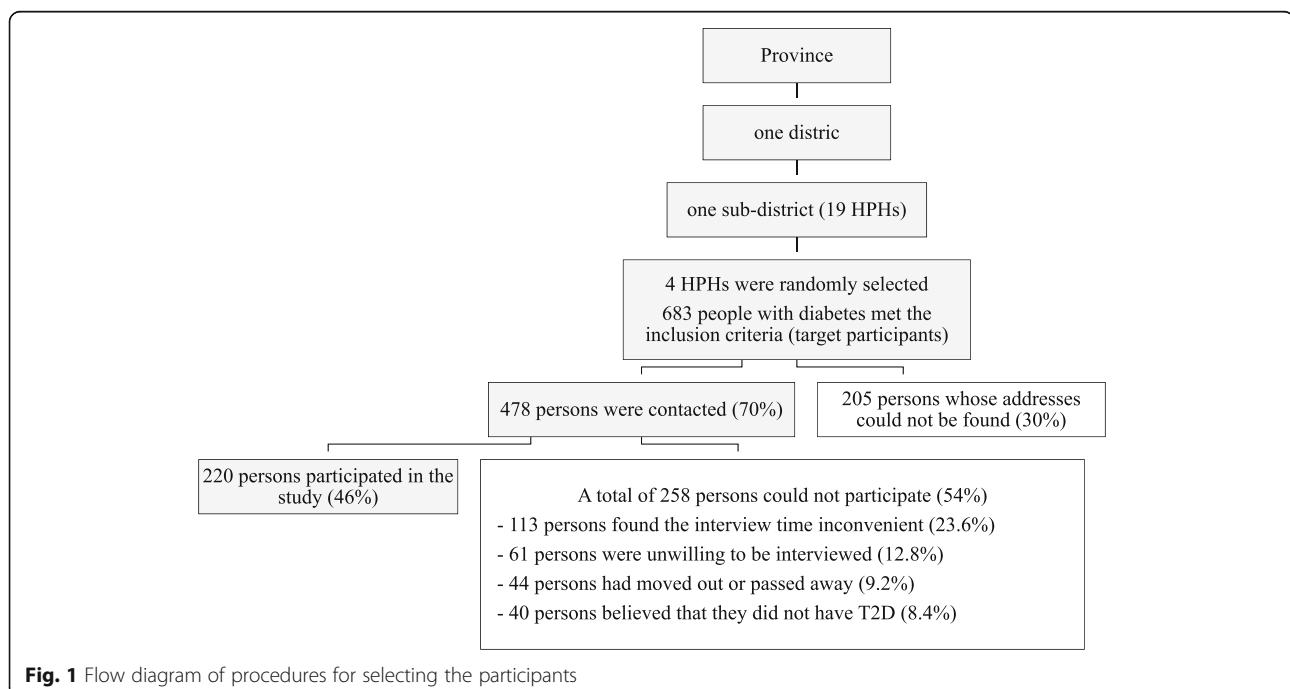 Province
one distric
one sub-district (19 HPHs)
4 HPHs were randomly selected
683 people with diabetes met the
inclusion criteria (target participants)
478 persons were contacted (70%)
205 persons whose addresses
could not be found (30%)
220 persons participated in the
study (46%)
A total of 258 persons could not participate (54%)
- 113 persons found the interview time inconvenient (23.6%)
- 61 persons were unwilling to be interviewed (12.8%)
- 44 persons had moved out or passed away (9.2%)
- 40 persons believed that they did not have T2D (8.4%)
Fig. 1 Flow diagram of procedures for selecting the participants